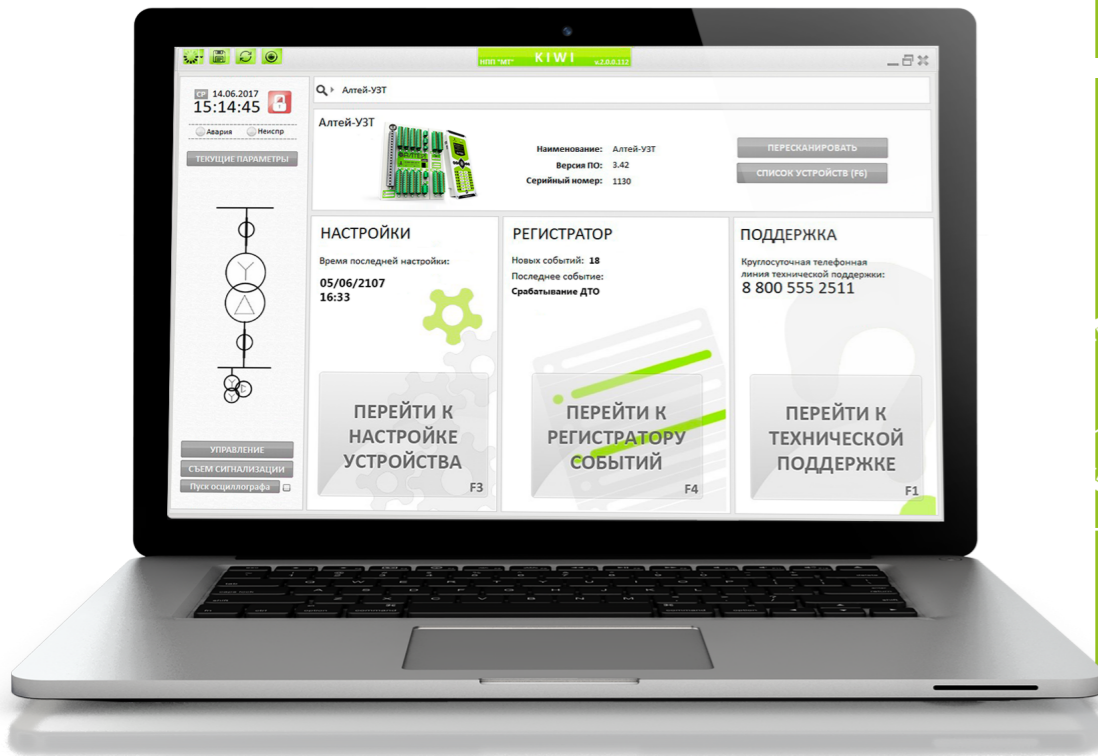 НПП "МТ" KIWI v.2.0.0.112
СР 14.06.2017
15:14:45
Авария Неиспр
ТЕКУЩИЕ ПАРАМЕТРЫ
УПРАВЛЕНИЕ
СЪЕМ СИГНАЛИЗАЦИИ
Пуск осциллографа
Алтей-УЗТ
Алтей-УЗТ
Наименование: Алтей-УЗТ
Версия ПО: 3.42
Серийный номер: 1130
ПЕРЕСКАНИРОВАТЬ
СПИСОК УСТРОЙСТВ (F6)
НАСТРОЙКИ
Время последней настройки:
05/06/2107
16:33
ПЕРЕЙТИ К
НАСТРОЙКЕ
УСТРОЙСТВА
F3
РЕГИСТРАТОР
Новых событий: 18
Последнее событие:
Срабатывание ДТО
ПЕРЕЙТИ К
РЕГИСТРАТОРУ
СОБЫТИЙ
F4
ПОДДЕРЖКА
Круглосуточная телефонная
линия технической поддержки:
8 800 555 2511
ПЕРЕЙТИ К
ТЕХНИЧЕСКОЙ
ПОДДЕРЖКЕ
F1